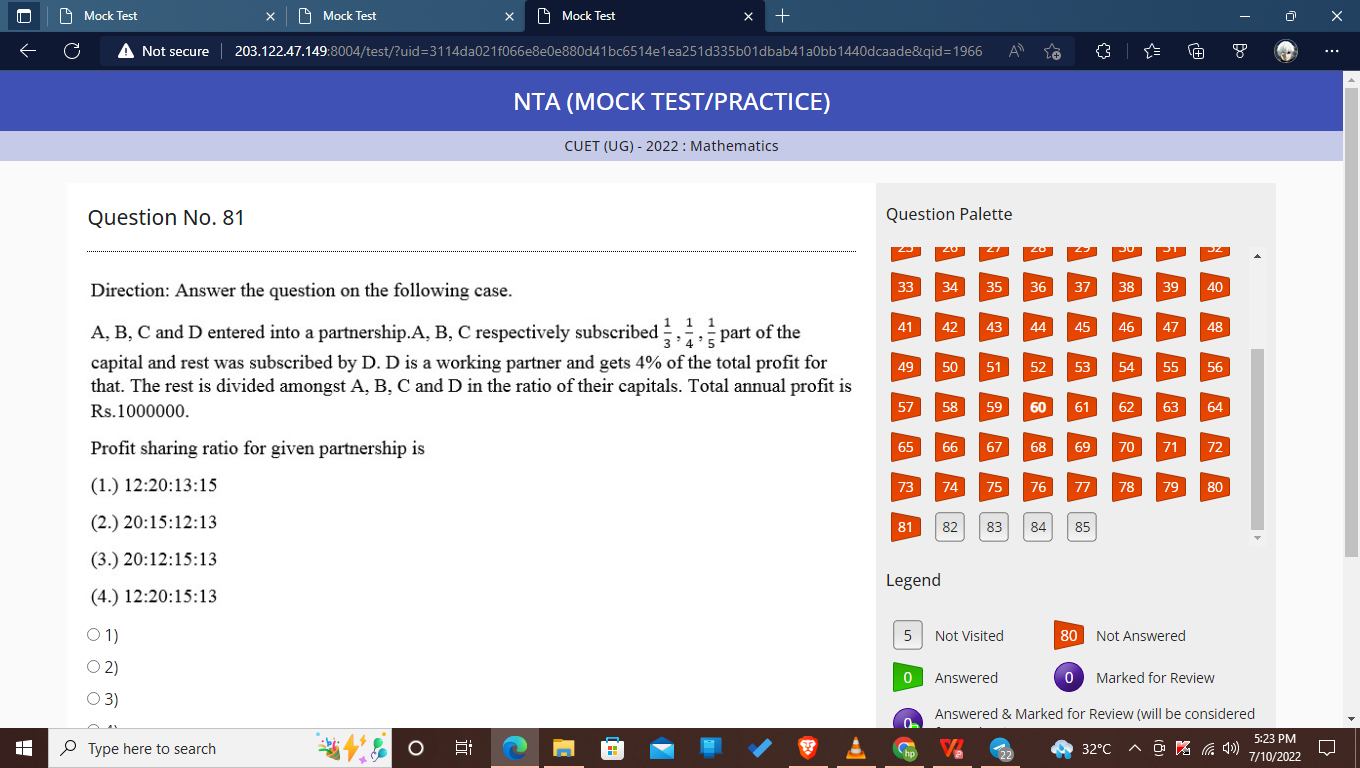 Mock Test
Mock Test
Mock Test
Not secure
203.122.47.149:8004/test/?uid=3114da021f066e8e0e880d41bc6514e1ea251d335b01dbab41a0bb1440dcaade&qid=1966
NTA (MOCK TEST/PRACTICE)
CUET (UG) - 2022 : Mathematics
Question No. 81
Direction: Answer the question on the following case.
A, B, C and D entered into a partnership.A, B, C respectively subscribed 1/3 , 1/4 , 1/5 part of the
capital and rest was subscribed by D. D is a working partner and gets 4% of the total profit for
that. The rest is divided amongst A, B, C and D in the ratio of their capitals. Total annual profit is
Rs.1000000.
Profit sharing ratio for given partnership is
(1.) 12:20:13:15
(2.) 20:15:12:13
(3.) 20:12:15:13
(4.) 12:20:15:13
1)
2)
3)
Question Palette
25 26 27 28 29 30 31 32
33 34 35 36 37 38 39 40
41 42 43 44 45 46 47 48
49 50 51 52 53 54 55 56
57 58 59 60 61 62 63 64
65 66 67 68 69 70 71 72
73 74 75 76 77 78 79 80
81 82 83 84 85
Legend
5 Not Visited
80 Not Answered
0 Answered
0 Marked for Review
0 Answered & Marked for Review (will be considered
Type here to search
hp
22
32°C
5:23 PM
7/10/2022